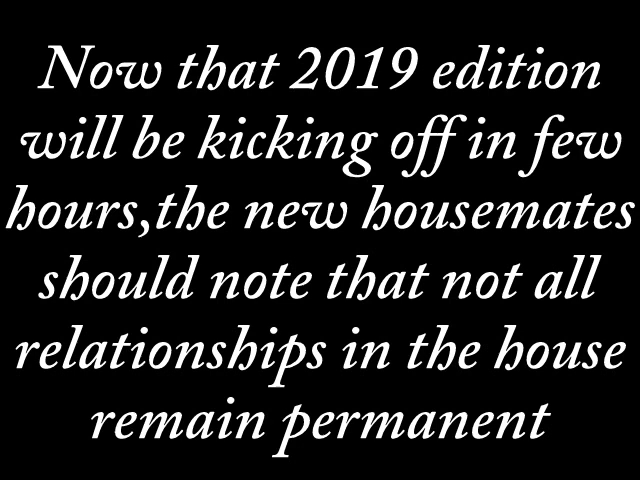 Now that 2019 edition
will be kicking off in few
hours,the new housemates
should note that not all
relationships in the house
remain permanent